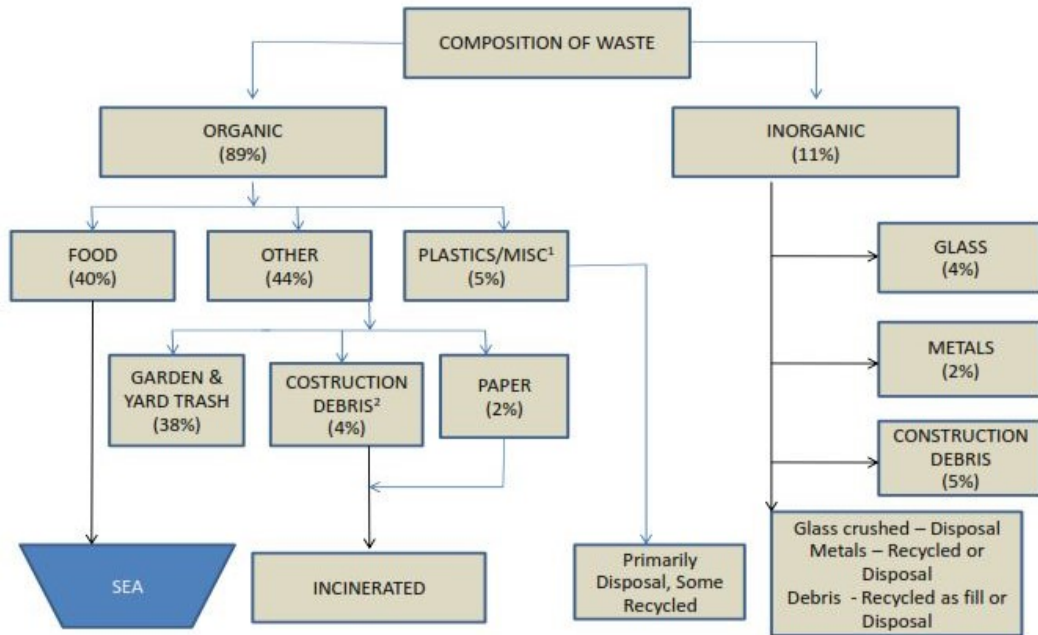 COMPOSITION OF WASTE
ORGANIC
(89%)
INORGANIC
(11%)
FOOD
(40%)
OTHER
(44%)
PLASTICS/MISC¹
(5%)
GLASS
(4%)
GARDEN &
YARD TRASH
(38%)
COSTRUCTION
DEBRIS²
(4%)
PAPER
(2%)
METALS
(2%)
CONSTRUCTION
DEBRIS
(5%)
SEA
INCINERATED
Primarily
Disposal, Some
Recycled
Glass crushed – Disposal
Metals – Recycled or
Disposal
Debris - Recycled as fill or
Disposal